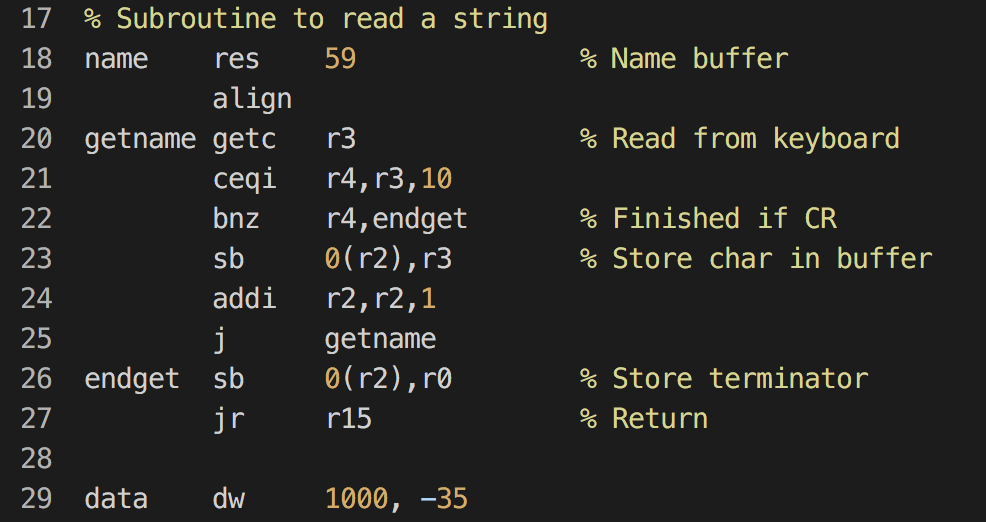 17 % Subroutine to read a string
18 name res 59 % Name buffer
19 align
20 getname getc r3 % Read from keyboard
21 ceqi r4,r3,10
22 bnz r4,endget % Finished if CR
23 sb 0(r2),r3 % Store char in buffer
24 addi r2,r2,1
25 j getname
26 endget sb 0(r2),r0 % Store terminator
27 jr r15 % Return
28
29 data dw 1000, -35